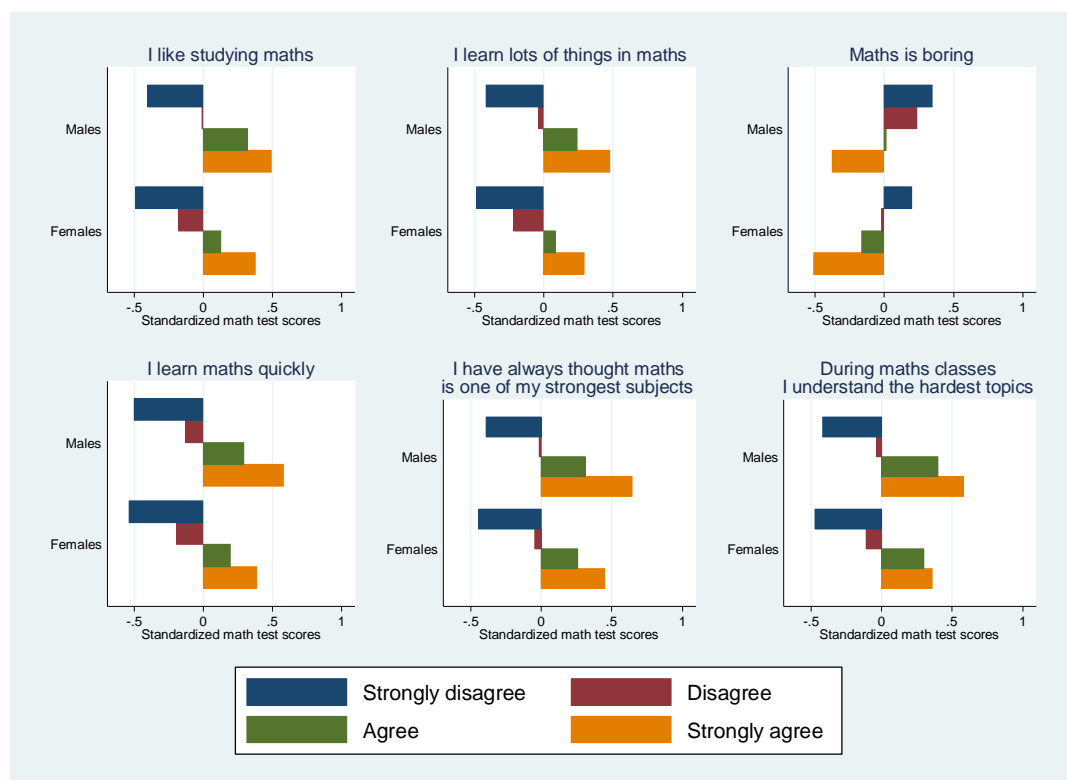 I like studying maths
Males
Females
-.5 0 .5 1
Standardized math test scores
I learn lots of things in maths
Males
Females
-.5 0 .5 1
Standardized math test scores
Maths is boring
Males
Females
-.5 0 .5 1
Standardized math test scores
I learn maths quickly
Males
Females
-.5 0 .5 1
Standardized math test scores
I have always thought maths
is one of my strongest subjects
Males
Females
-.5 0 .5 1
Standardized math test scores
During maths classes
I understand the hardest topics
Males
Females
-.5 0 .5 1
Standardized math test scores
Strongly disagree
Disagree
Agree
Strongly agree